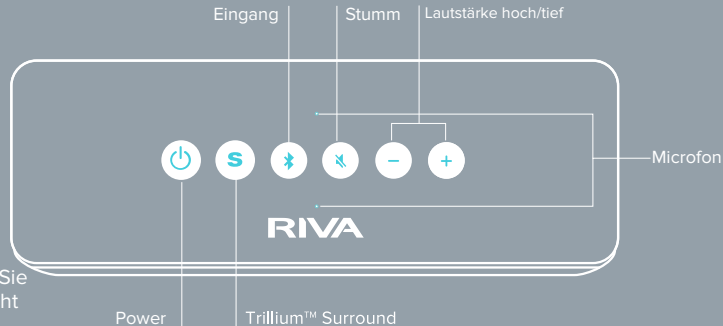 Eingang
Stumm
Lautstärke hoch/tief
S
Microfon
RIVA
Sie
ht
Power
Trillium™ Surround